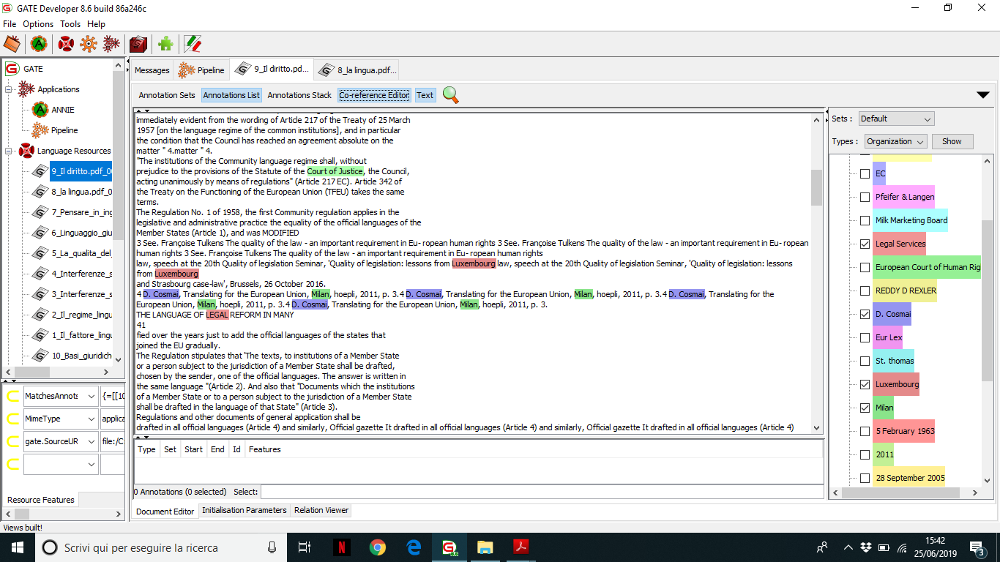 GATE Developer 8.6 build 86a246c
File Options Tools Help
GATE
Applications
ANNIE
Pipeline
Language Resources
9_Il diritto.pdf_0
8_la lingua.pdf_0
7_Pensare_in_ing
6_Linguaggio_giu
5_La_qualita_del_
4_Interferenze_s
3_Interferenze_s
2_Il_regime_lingu
1_Il_fattore_lingu
10_Basi_giuridich
MatchesAnnots {=[[10
MimeType applica
gate.SourceUR file:/C:
Resource Features
Views built!
Messages Pipeline 9_Il diritto.pd... 8_la lingua.pdf...
Annotation Sets Annotations List Annotations Stack Co-reference Editor Text
immediately evident from the wording of Article 217 of the Treaty of 25 March
1957 [on the language regime of the common institutions], and in particular
the condition that the Council has reached an agreement absolute on the
matter " 4.matter " 4.
"The institutions of the Community language regime shall, without
prejudice to the provisions of the Statute of the Court of Justice, the Council,
acting unanimously by means of regulations" (Article 217 EC). Article 342 of
the Treaty on the Functioning of the European Union (TFEU) takes the same
terms.
The Regulation No. 1 of 1958, the first Community regulation applies in the
legislative and administrative practice the equality of the official languages of the
Member States (Article 1), and was MODIFIED
3 See. Françoise Tulkens The quality of the law - an important requirement in Eu- ropean human rights 3 See. Françoise Tulkens The quality of the law - an important requirement in Eu- ropean
human rights 3 See. Françoise Tulkens The quality of the law - an important requirement in Eu- ropean human rights
law, speech at the 20th Quality of legislation Seminar, 'Quality of legislation: lessons from Luxembourg law, speech at the 20th Quality of legislation Seminar, 'Quality of legislation: lessons
from Luxembourg
and Strasbourg case-law', Brussels, 26 October 2016.
4 D. Cosmai, Translating for the European Union, Milan, hoepli, 2011, p. 3.4 D. Cosmai, Translating for the European Union, Milan, hoepli, 2011, p. 3.4 D. Cosmai, Translating for the
European Union, Milan, hoepli, 2011, p. 3.4 D. Cosmai, Translating for the European Union, Milan, hoepli, 2011, p. 3.
THE LANGUAGE OF LEGAL REFORM IN MANY
41
fied over the years just to add the official languages of the states that
joined the EU gradually.
The Regulation stipulates that 'The texts, to institutions of a Member State
or a person subject to the jurisdiction of a Member State shall be drafted,
chosen by the sender, one of the official languages. The answer is written in
the same language "(Article 2). And also that "Documents which the institutions
of a Member State or to a person subject to the jurisdiction of a Member State
shall be drafted in the language of that State" (Article 3).
Regulations and other documents of general application shall be
drafted in all official languages (Article 4) and similarly, Official gazette It drafted in all official languages (Article 4) and similarly, Official gazette It drafted in all official languages (Article 4)
Type Set Start End Id Features
0 Annotations (0 selected) Select:
Document Editor Initialisation Parameters Relation Viewer
Sets : Default
Types : Organization Show
EC
Pfeifer & Langen
Milk Marketing Board
Legal Services
European Court of Human Rig
REDDY D REXLER
D. Cosmai
Eur Lex
St. thomas
Luxembourg
Milan
5 February 1963
2011
28 September 2005
Scrivi qui per eseguire la ricerca
15:42
25/06/2019
3